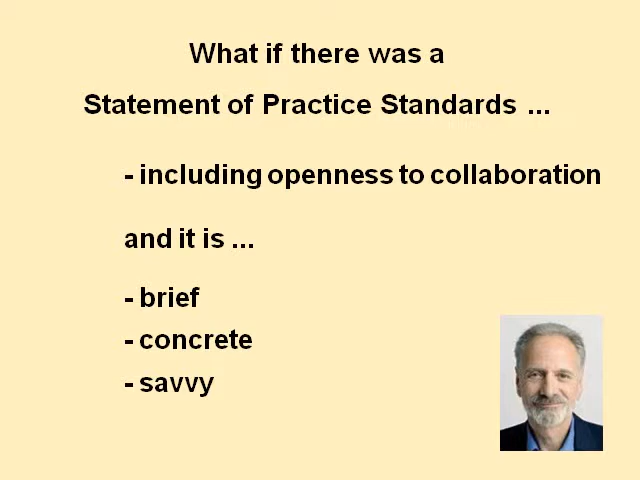 What if there was a
Statement of Practice Standards ...
- including openness to collaboration
and it is ...
- brief
- concrete
- savvy